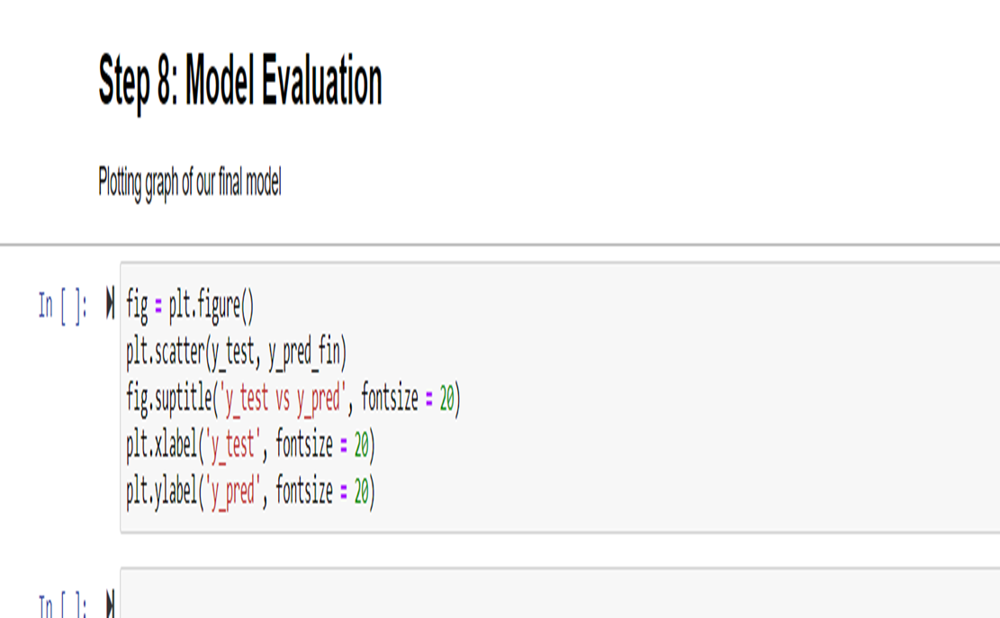 Step 8: Model Evaluation
Plotting graph of our final model
In [ ]:
fig = plt.figure()
plt.scatter(y_test, y_pred_fin)
fig.suptitle('y_test vs y_pred', fontsize = 20)
plt.xlabel('y_test', fontsize = 20)
plt.ylabel('y_pred', fontsize = 20)
In [ ]: